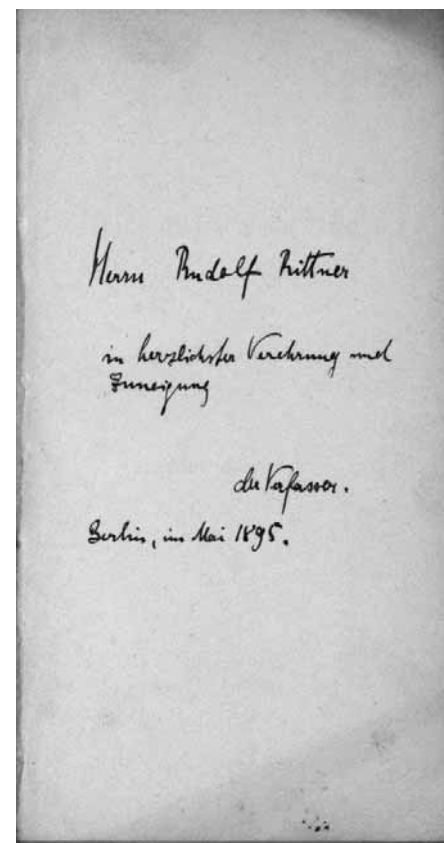 Herrn Rudolf Rittner
in herzlichster Verehrung und
Zuneigung
der Verfasser.
Berlin, im Mai 1895.